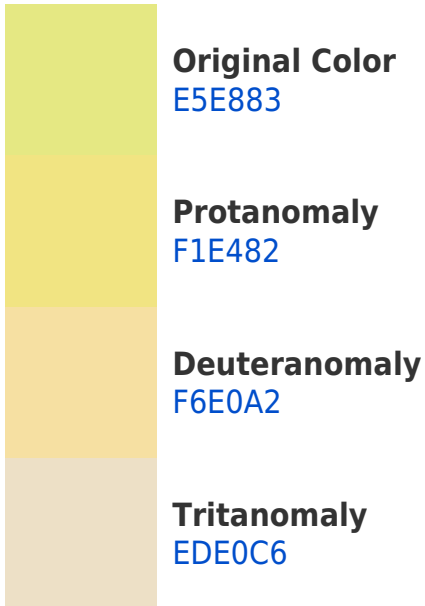 Original Color
E5E883
Protanomaly
F1E482
Deuteranomaly
F6E0A2
Tritanomaly
EDE0C6